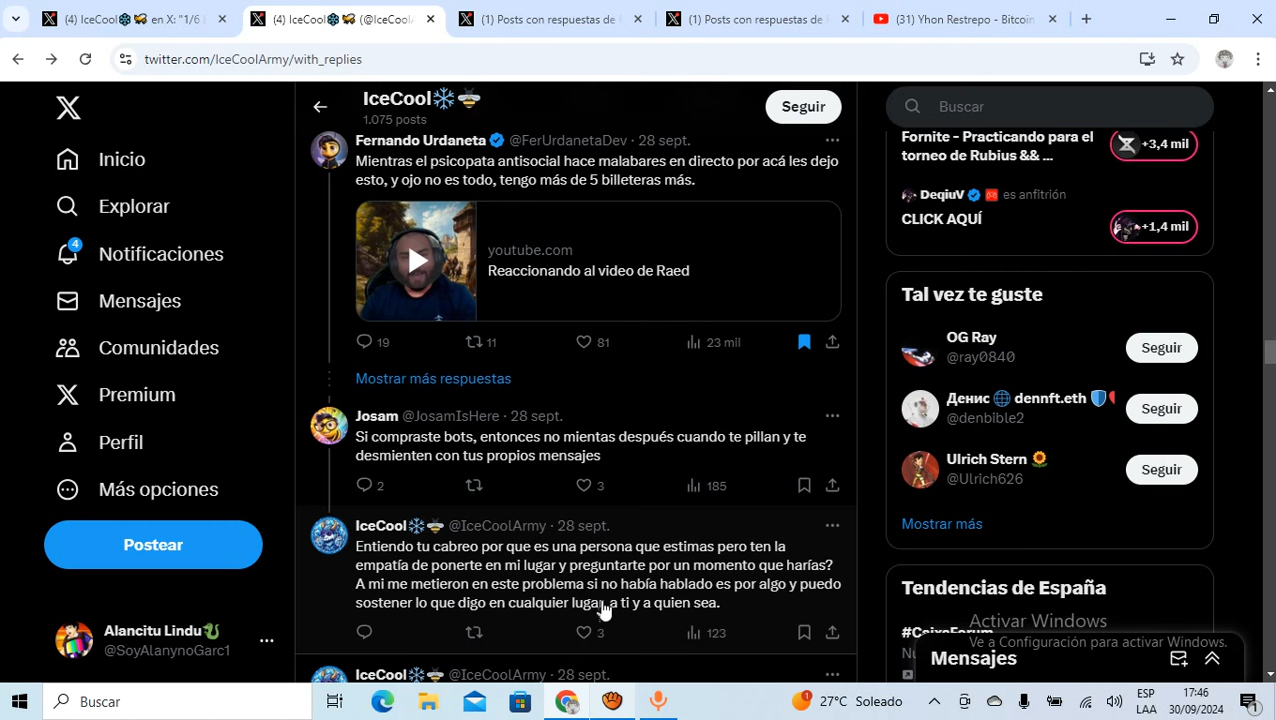 (4) IceCool❄️🐝 en X: "1/6
(4) IceCool❄️🐝 (@IceCoolA
(1) Posts con respuestas de
(1) Posts con respuestas de
(31) Yhon Restrepo - Bitcoin
twitter.com/IceCoolArmy/with_replies
Inicio
Explorar
4
Notificaciones
Mensajes
Comunidades
Premium
Perfil
Más opciones
Postear
Alancitu Lindu🐍
@SoyAlanynoGarc1
IceCool❄️🐝
1.075 posts
Seguir
Fernando Urdaneta @FerUrdanetaDev · 28 sept.
Mientras el psicopata antisocial hace malabares en directo por acá les dejo
esto, y ojo no es todo, tengo más de 5 billeteras más.
youtube.com
Reaccionando al video de Raed
19 11 81 23 mil
Mostrar más respuestas
Josam @JosamIsHere · 28 sept.
Si compraste bots, entonces no mientas después cuando te pillan y te
desmienten con tus propios mensajes
2 3 185
IceCool❄️🐝 @IceCoolArmy · 28 sept.
Entiendo tu cabreo por que es una persona que estimas pero ten la
empatía de ponerte en mi lugar y preguntarte por un momento que harías?
A mi me metieron en este problema si no había hablado es por algo y puedo
sostener lo que digo en cualquier lugar, a ti y a quien sea.
3 123
IceCool❄️🐝 @IceCoolArmy · 28 sept.
Buscar
Fornite - Practicando para el
torneo de Rubius && ...
+3,4 mil
DeqiuV es anfitrión
CLICK AQUÍ
+1,4 mil
Tal vez te guste
OG Ray
@ray0840
Seguir
Денис 🌐 dennft.eth
@denbible2
Seguir
Ulrich Stern 🌻
@Ulrich626
Seguir
Mostrar más
Tendencias de España
Activar Windows
Ve a Configuración para activar Windows.
Mensajes
Buscar
1
27°C Soleado
ESP
LAA
17:46
30/09/2024
1